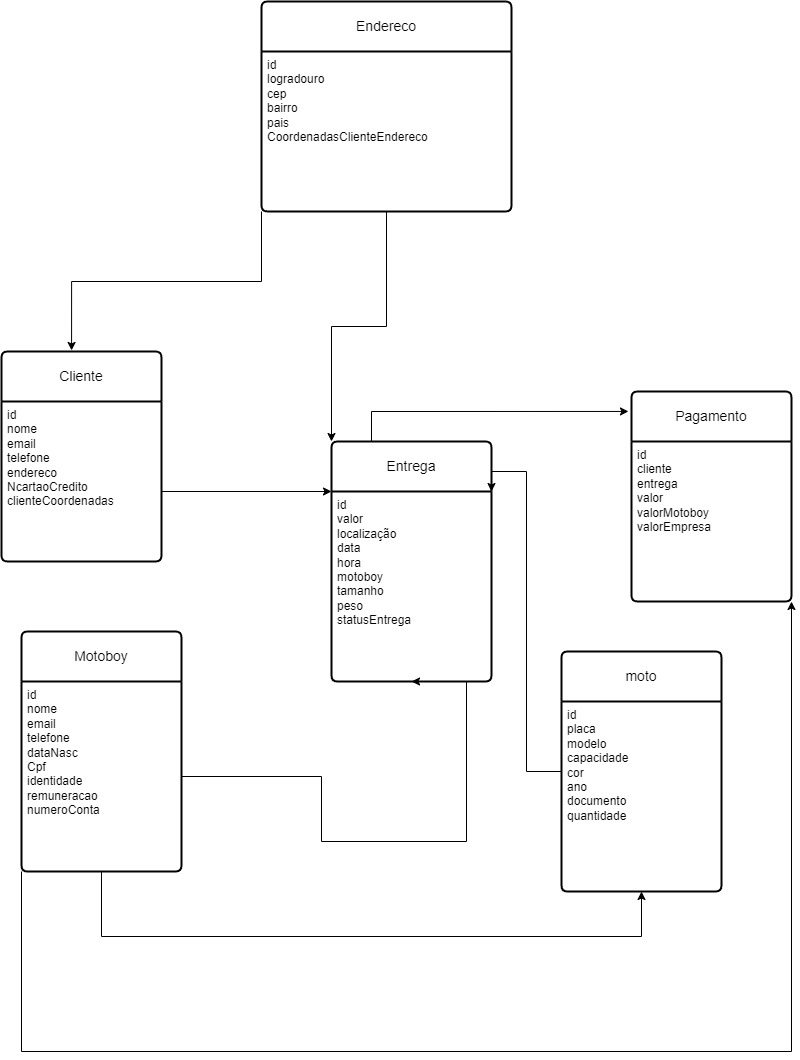 Endereco
id
logradouro
cep
bairro
pais
CoordenadasClienteEndereco
Cliente
id
nome
email
telefone
endereco
NcartaoCredito
clienteCoordenadas
Entrega
id
valor
localização
data
hora
motoboy
tamanho
peso
statusEntrega
Pagamento
id
cliente
entrega
valor
valorMotoboy
valorEmpresa
Motoboy
id
nome
email
telefone
dataNasc
Cpf
identidade
remuneracao
numeroConta
moto
id
placa
modelo
capacidade
cor
ano
documento
quantidade